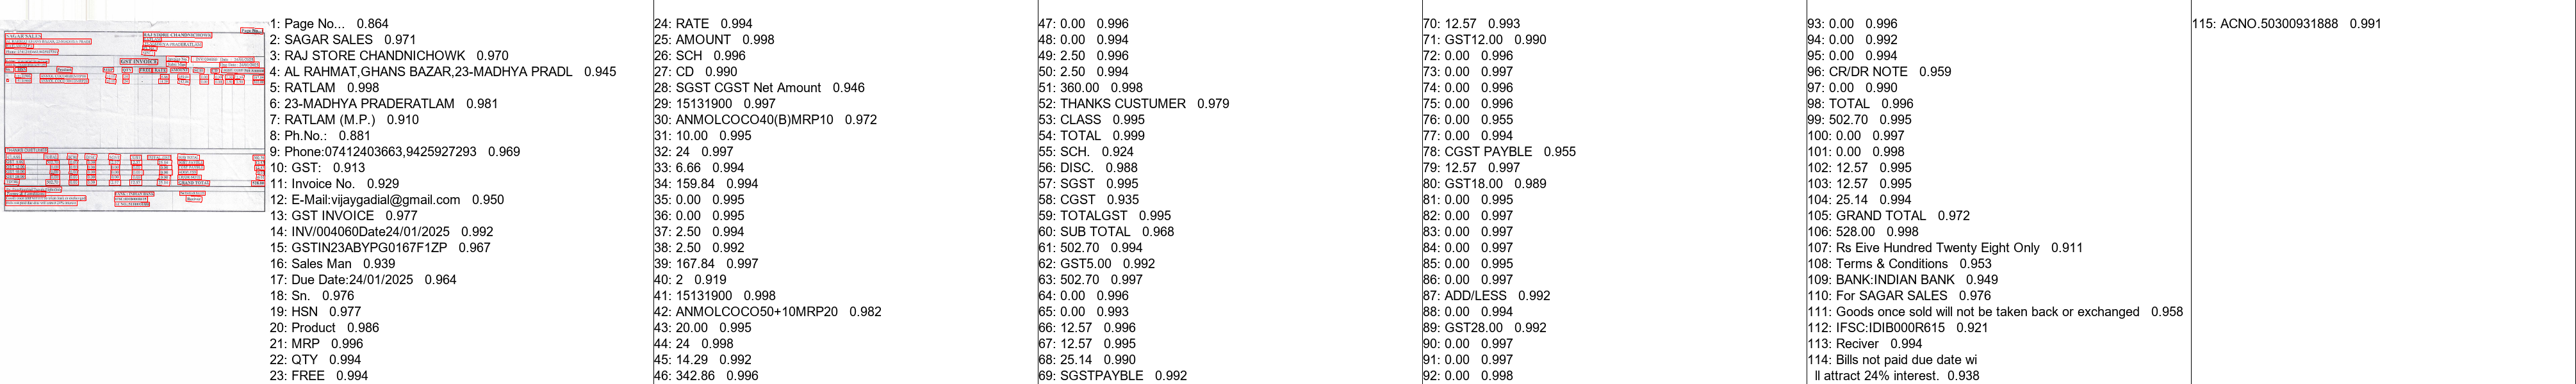 1: Page No... 0.864
2: SAGAR SALES 0.971
3: RAJ STORE CHANDNICHOWK 0.970
4: AL RAHMAT,GHANS BAZAR,23-MADHYA PRADL 0.945
5: RATLAM 0.998
6: 23-MADHYA PRADERATLAM 0.981
7: RATLAM (M.P.) 0.910
8: Ph.No.: 0.881
9: Phone:07412403663,9425927293 0.969
10: GST: 0.913
11: Invoice No. 0.929
12: E-Mail:vijaygadial@gmail.com 0.950
13: GST INVOICE 0.977
14: INV/004060Date24/01/2025 0.992
15: GSTIN23ABYPG0167F1ZP 0.967
16: Sales Man 0.939
17: Due Date:24/01/2025 0.964
18: Sn. 0.976
19: HSN 0.977
20: Product 0.986
21: MRP 0.996
22: QTY 0.994
23: FREE 0.994
24: RATE 0.994
25: AMOUNT 0.998
26: SCH 0.996
27: CD 0.990
28: SGST CGST Net Amount 0.946
29: 15131900 0.997
30: ANMOLCOCO40(B)MRP10 0.972
31: 10.00 0.995
32: 24 0.997
33: 6.66 0.994
34: 159.84 0.994
35: 0.00 0.995
36: 0.00 0.995
37: 2.50 0.994
38: 2.50 0.992
39: 167.84 0.997
40: 2 0.919
41: 15131900 0.998
42: ANMOLCOCO50+10MRP20 0.982
43: 20.00 0.995
44: 24 0.998
45: 14.29 0.992
46: 342.86 0.996
47: 0.00 0.996
48: 0.00 0.994
49: 2.50 0.996
50: 2.50 0.994
51: 360.00 0.998
52: THANKS CUSTUMER 0.979
53: CLASS 0.995
54: TOTAL 0.999
55: SCH. 0.924
56: DISC. 0.988
57: SGST 0.995
58: CGST 0.935
59: TOTALGST 0.995
60: SUB TOTAL 0.968
61: 502.70 0.994
62: GST5.00 0.992
63: 502.70 0.997
64: 0.00 0.996
65: 0.00 0.993
66: 12.57 0.996
67: 12.57 0.995
68: 25.14 0.990
69: SGSTPAYBLE 0.992
70: 12.57 0.993
71: GST12.00 0.990
72: 0.00 0.996
73: 0.00 0.997
74: 0.00 0.996
75: 0.00 0.996
76: 0.00 0.955
77: 0.00 0.994
78: CGST PAYBLE 0.955
79: 12.57 0.997
80: GST18.00 0.989
81: 0.00 0.995
82: 0.00 0.997
83: 0.00 0.997
84: 0.00 0.997
85: 0.00 0.995
86: 0.00 0.997
87: ADD/LESS 0.992
88: 0.00 0.994
89: GST28.00 0.992
90: 0.00 0.997
91: 0.00 0.997
92: 0.00 0.998
93: 0.00 0.996
94: 0.00 0.992
95: 0.00 0.994
96: CR/DR NOTE 0.959
97: 0.00 0.990
98: TOTAL 0.996
99: 502.70 0.995
100: 0.00 0.997
101: 0.00 0.998
102: 12.57 0.995
103: 12.57 0.995
104: 25.14 0.994
105: GRAND TOTAL 0.972
106: 528.00 0.998
107: Rs Eive Hundred Twenty Eight Only 0.911
108: Terms & Conditions 0.953
109: BANK:INDIAN BANK 0.949
110: For SAGAR SALES 0.976
111: Goods once sold will not be taken back or exchanged 0.958
112: IFSC:IDIB000R615 0.921
113: Reciver 0.994
114: Bills not paid due date wi
ll attract 24% interest. 0.938
115: ACNO.50300931888 0.991